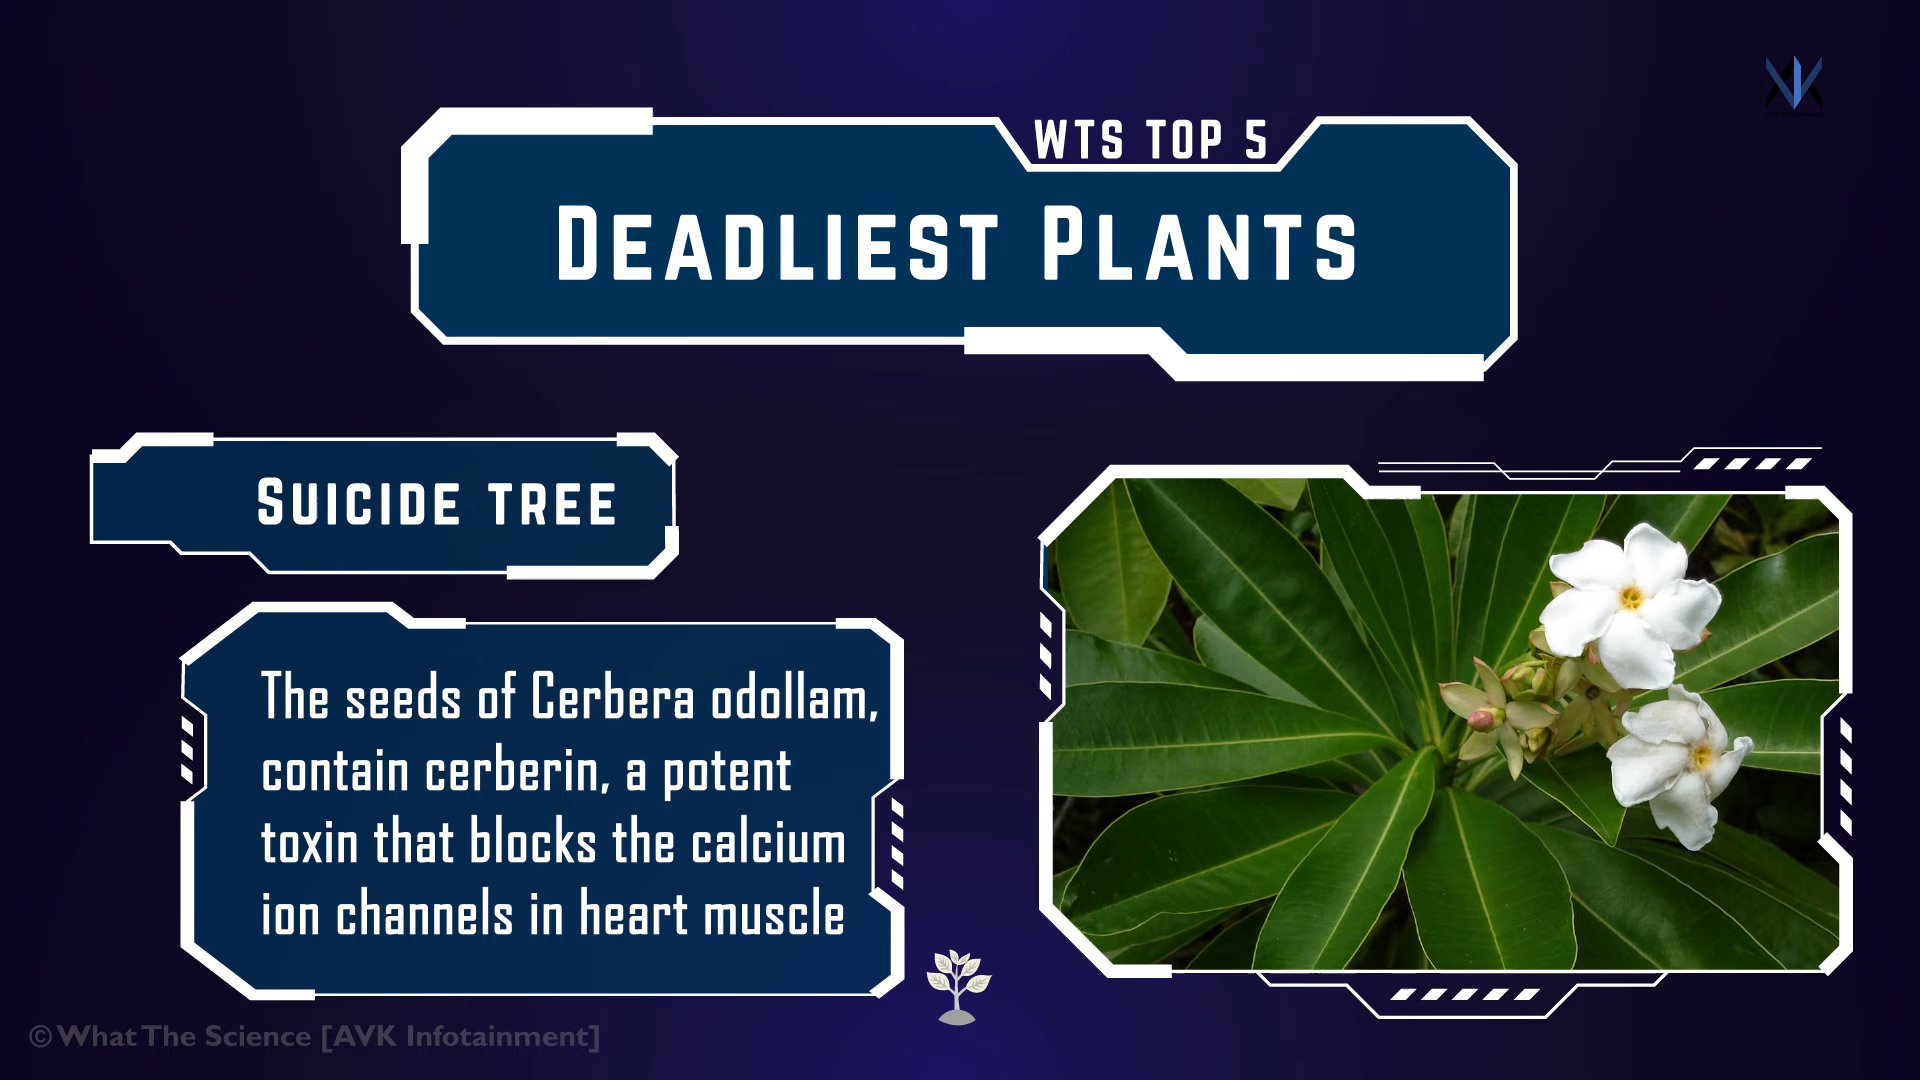 WTS TOP 5
DEADLIEST PLANTS
SUICIDE TREE
The seeds of Cerbera odollam,
contain cerberin, a potent
toxin that blocks the calcium
ion channels in heart muscle
©What The Science [AVK Infotainment]